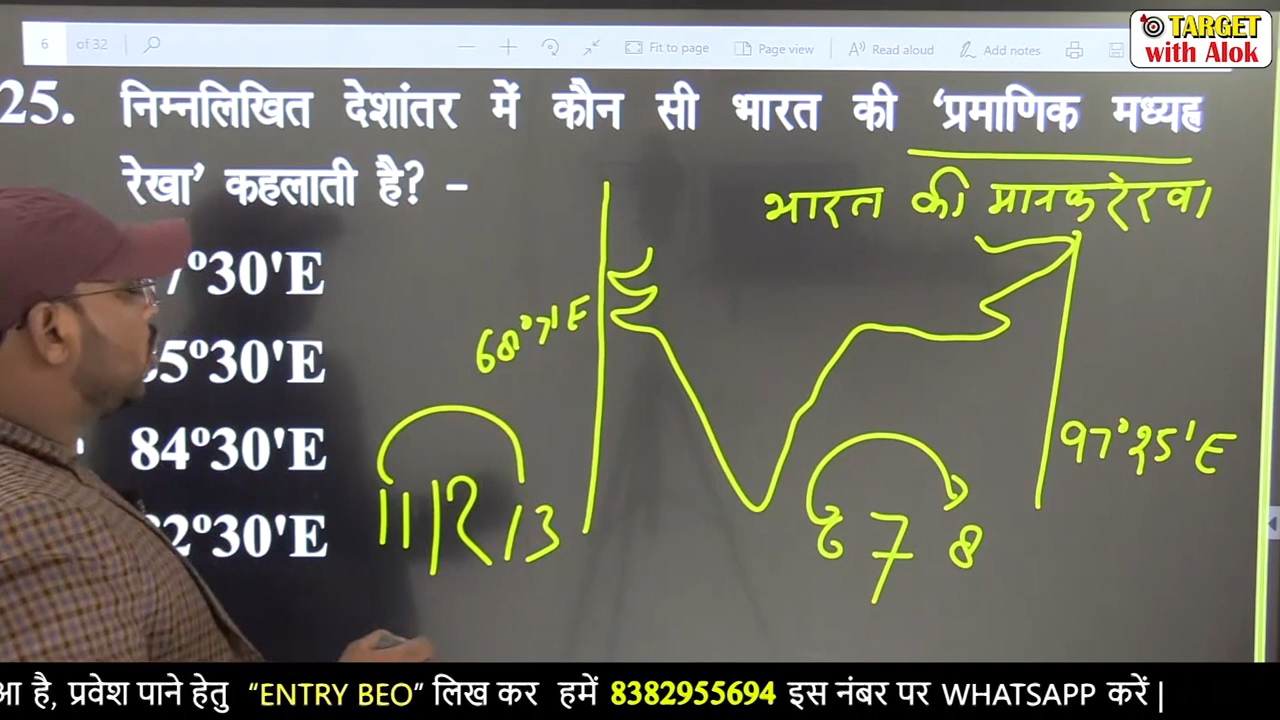 6 of 32 Fit to page Page view Read aloud Add notes
TARGET
with Alok
25. निम्नलिखित देशांतर में कौन सी भारत की ‘प्रमाणिक मध्यह्न
रेखा’ कहलाती है? –
भारत की मानक रेखा
7º30'E
68°7'E
5º30'E
84º30'E
97°25'E
11 12 13
6 7 8
2º30'E
आ है, प्रवेश पाने हेतु “ENTRY BEO” लिख कर हमें 8382955694 इस नंबर पर WHATSAPP करें |